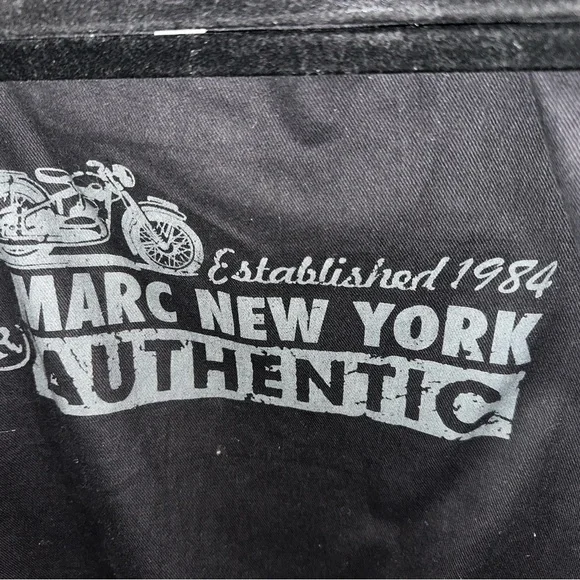 Established 1984
MARC NEW YORK
&
AUTHENTIC